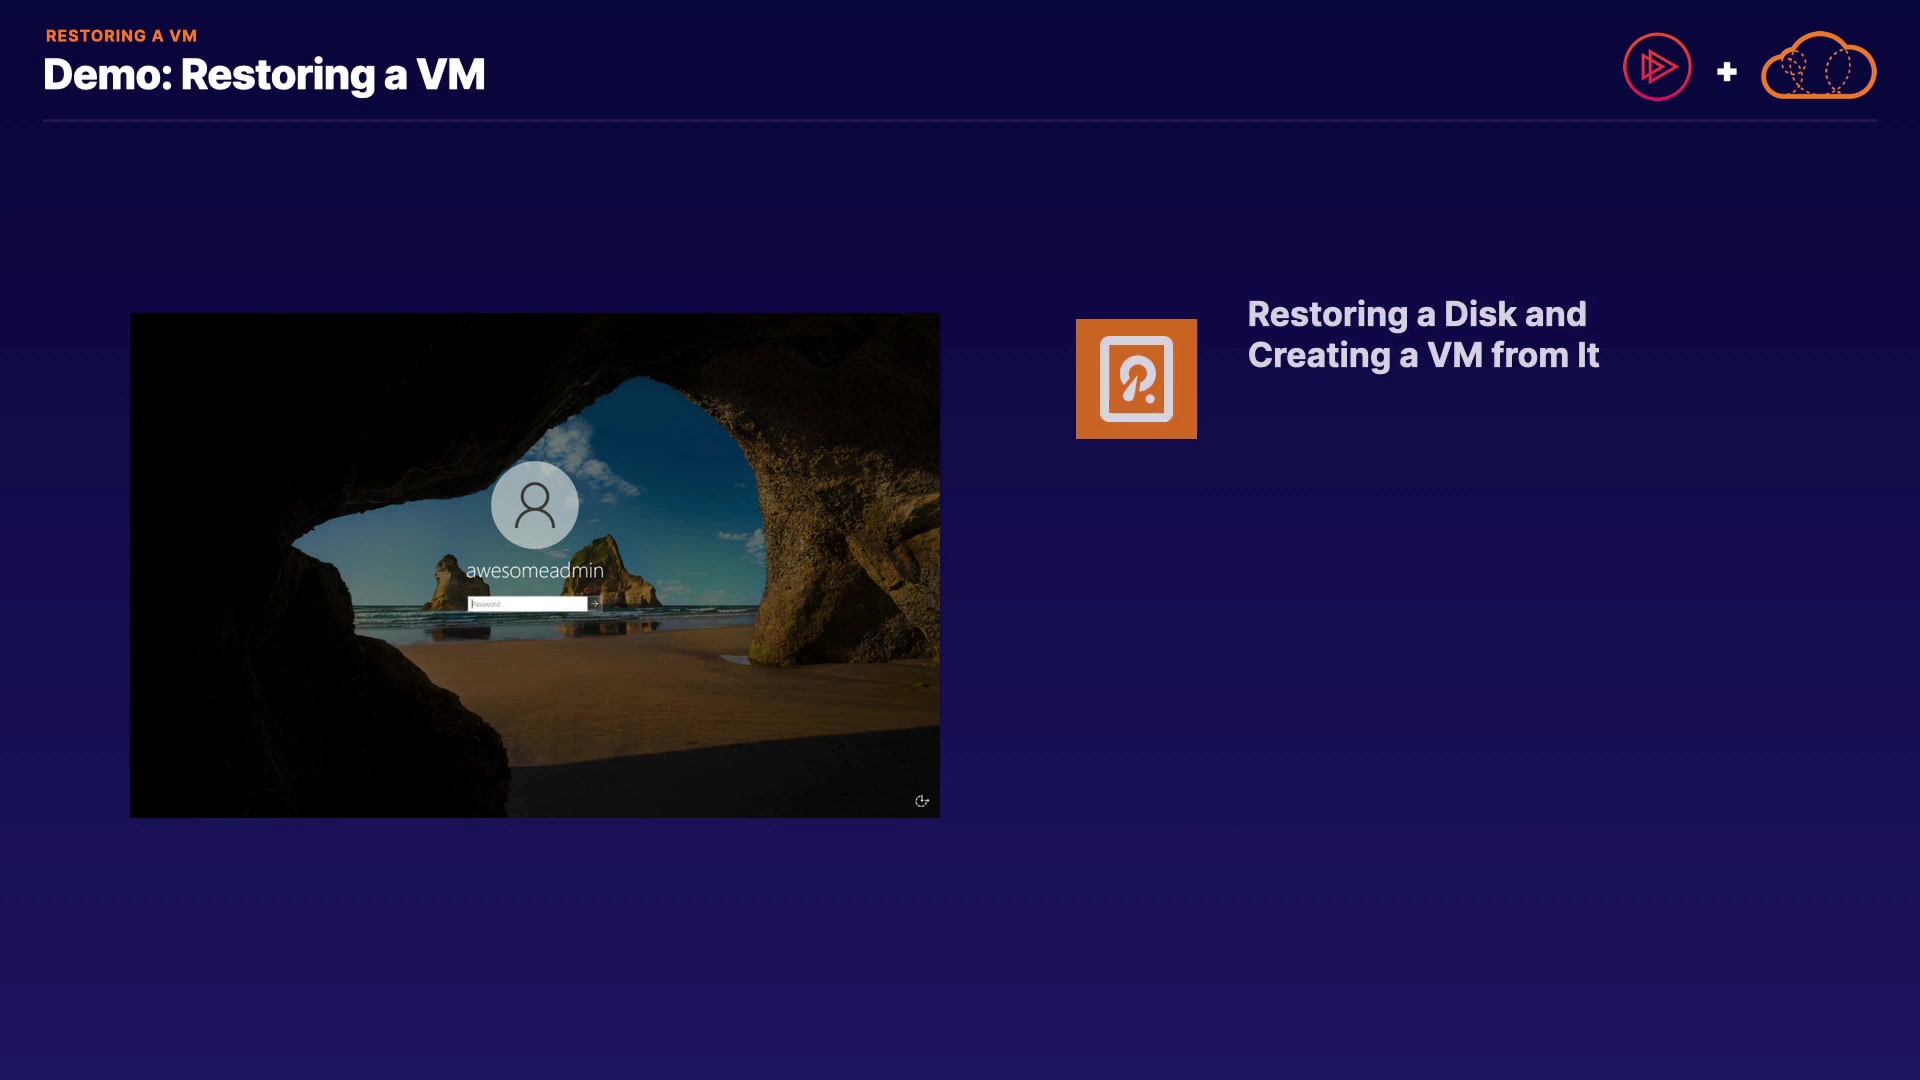 RESTORING A VM
Demo: Restoring a VM
awesomeadmin
Password
Restoring a Disk and
Creating a VM from It